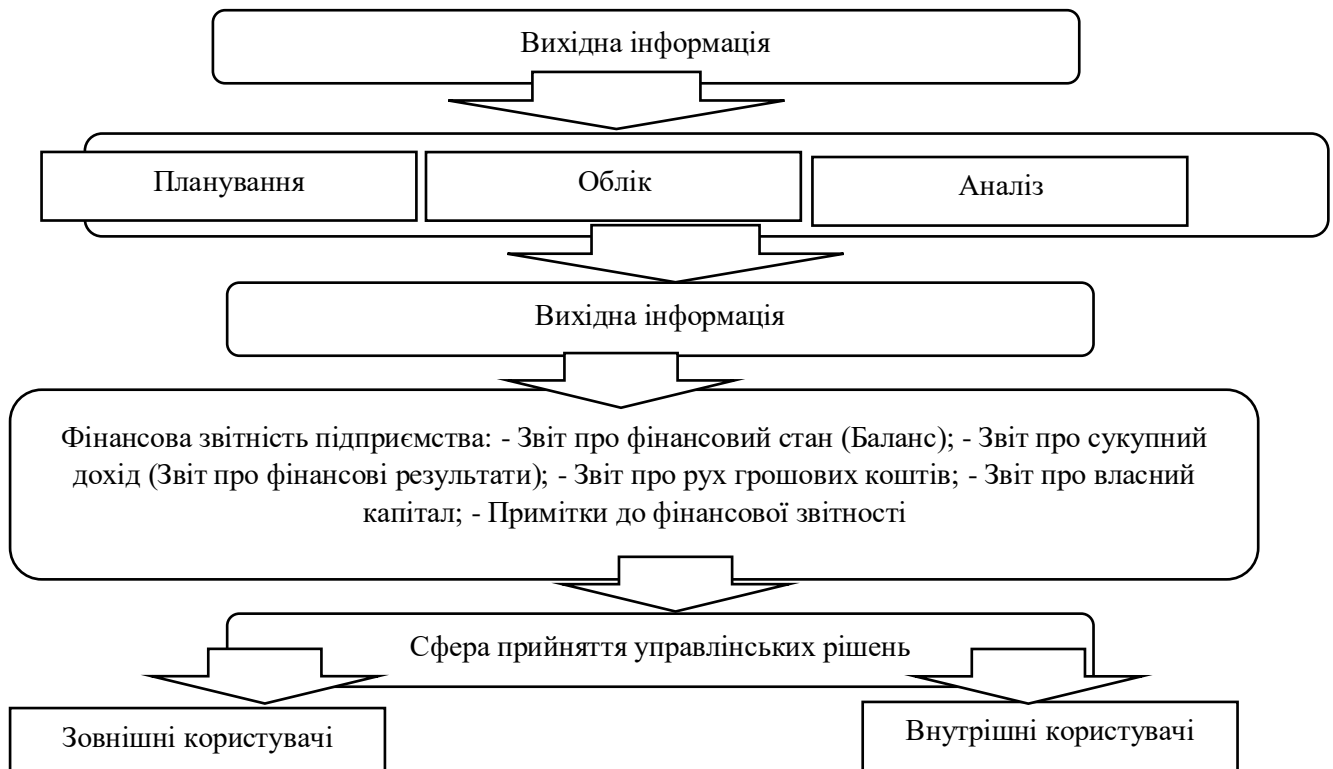 Вихідна інформація
Планування
Облік
Аналіз
Вихідна інформація
Фінансова звітність підприємства: - Звіт про фінансовий стан (Баланс); - Звіт про сукупний
дохід (Звіт про фінансові результати); - Звіт про рух грошових коштів; - Звіт про власний
капітал; - Примітки до фінансової звітності
Сфера прийняття управлінських рішень
Зовнішні користувачі
Внутрішні користувачі